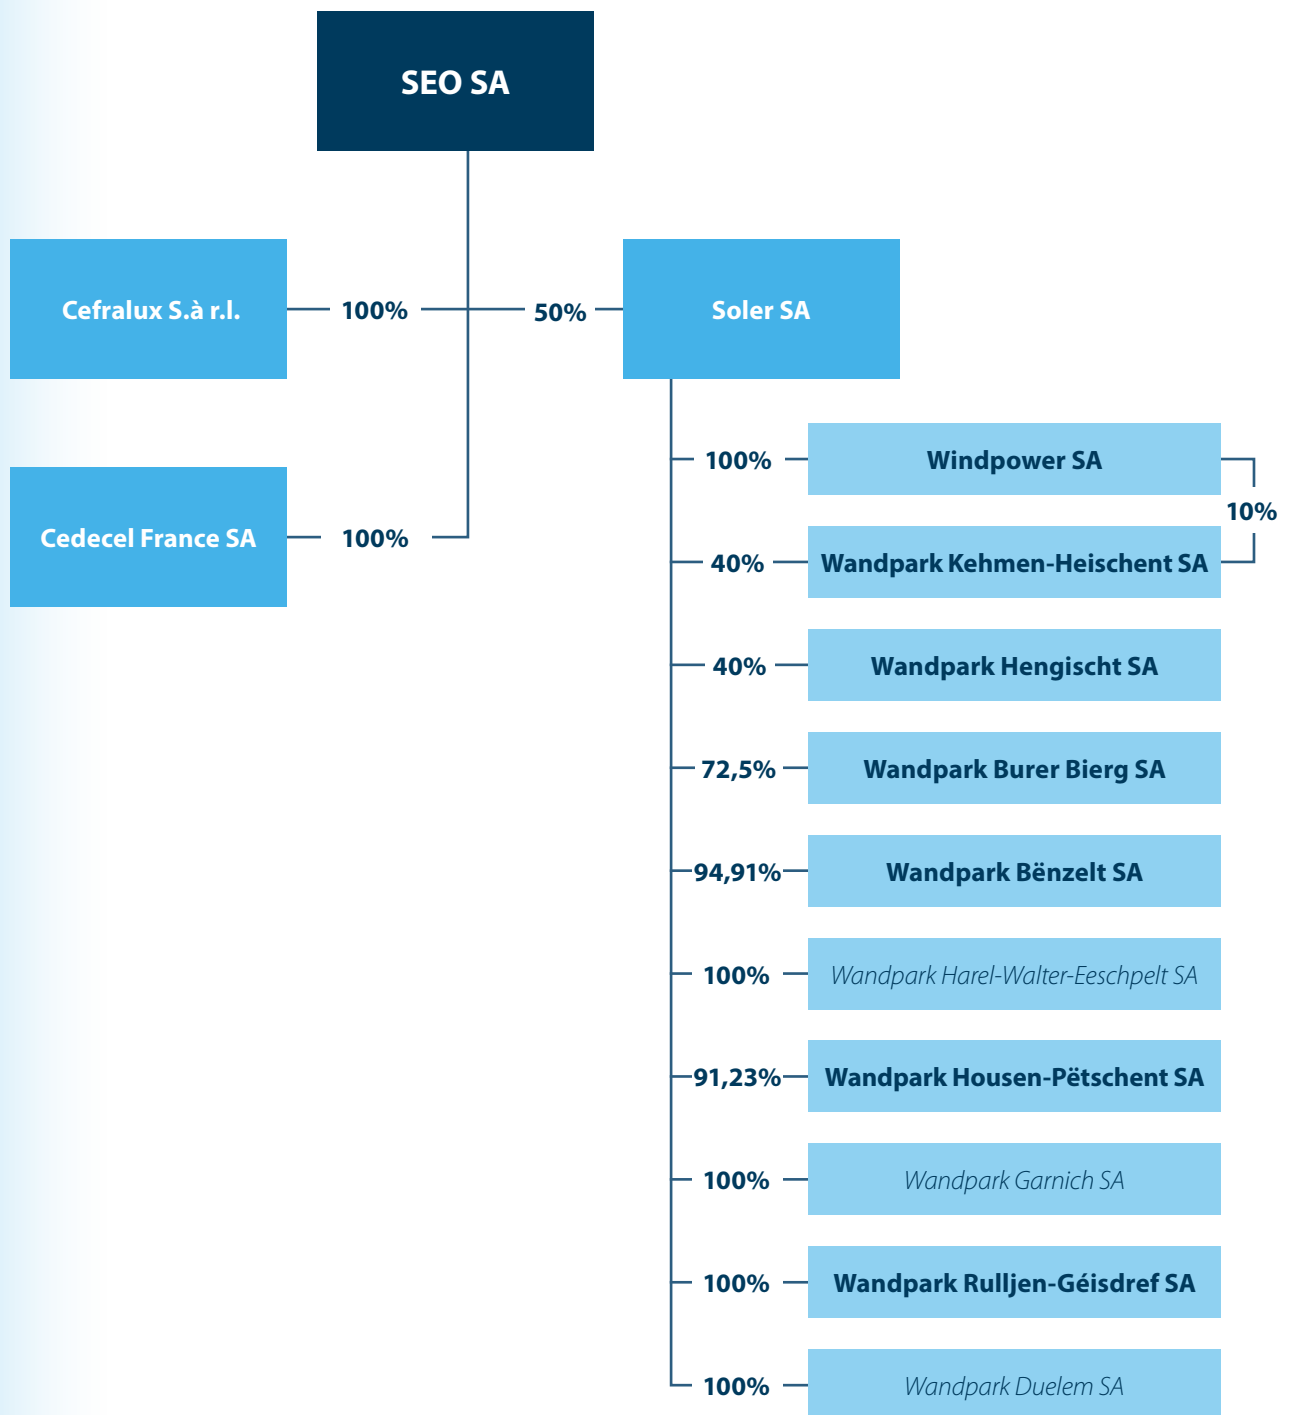 SEO SA
Cefralux S.à r.l.
100%
50%
Soler SA
100%
Windpower SA
10%
Cedecel France SA
100%
40%
Wandpark Kehmen-Heischent SA
40%
Wandpark Hengischt SA
72,5%
Wandpark Burer Bierg SA
94,91%
Wandpark Bënzelt SA
100%
Wandpark Harel-Walter-Eeschpelt SA
91,23%
Wandpark Housen-Pëtschent SA
100%
Wandpark Garnich SA
100%
Wandpark Rulljen-Géisdref SA
100%
Wandpark Duelem SA